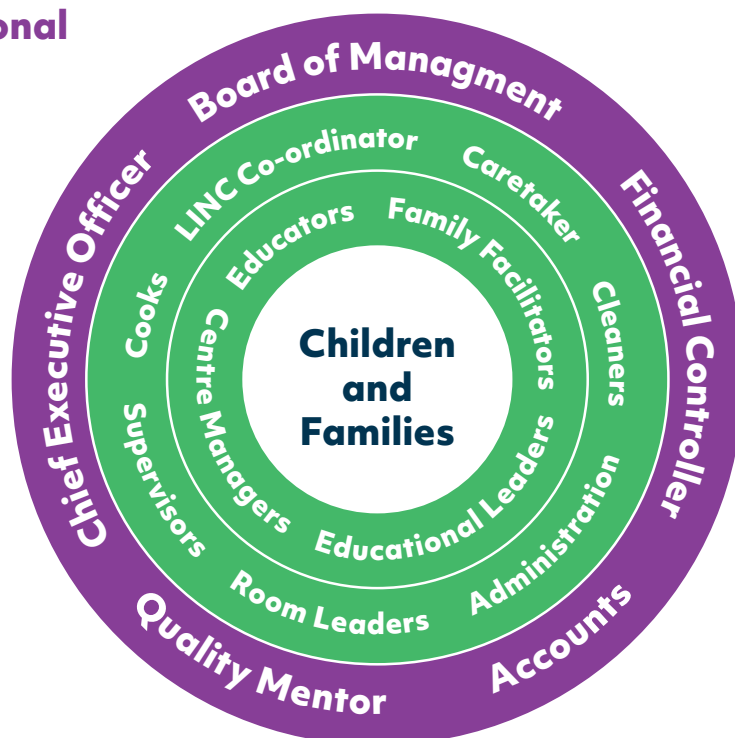 onal
Board of Managment
Financial Controller
Accounts
Quality Mentor
Chief Executive Officer
LINC Co-ordinator
Caretaker
Cleaners
Administration
Room Leaders
Supervisors
Cooks
Educators
Family Facilitators
Educational Leaders
Centre Managers
Children
and
Families